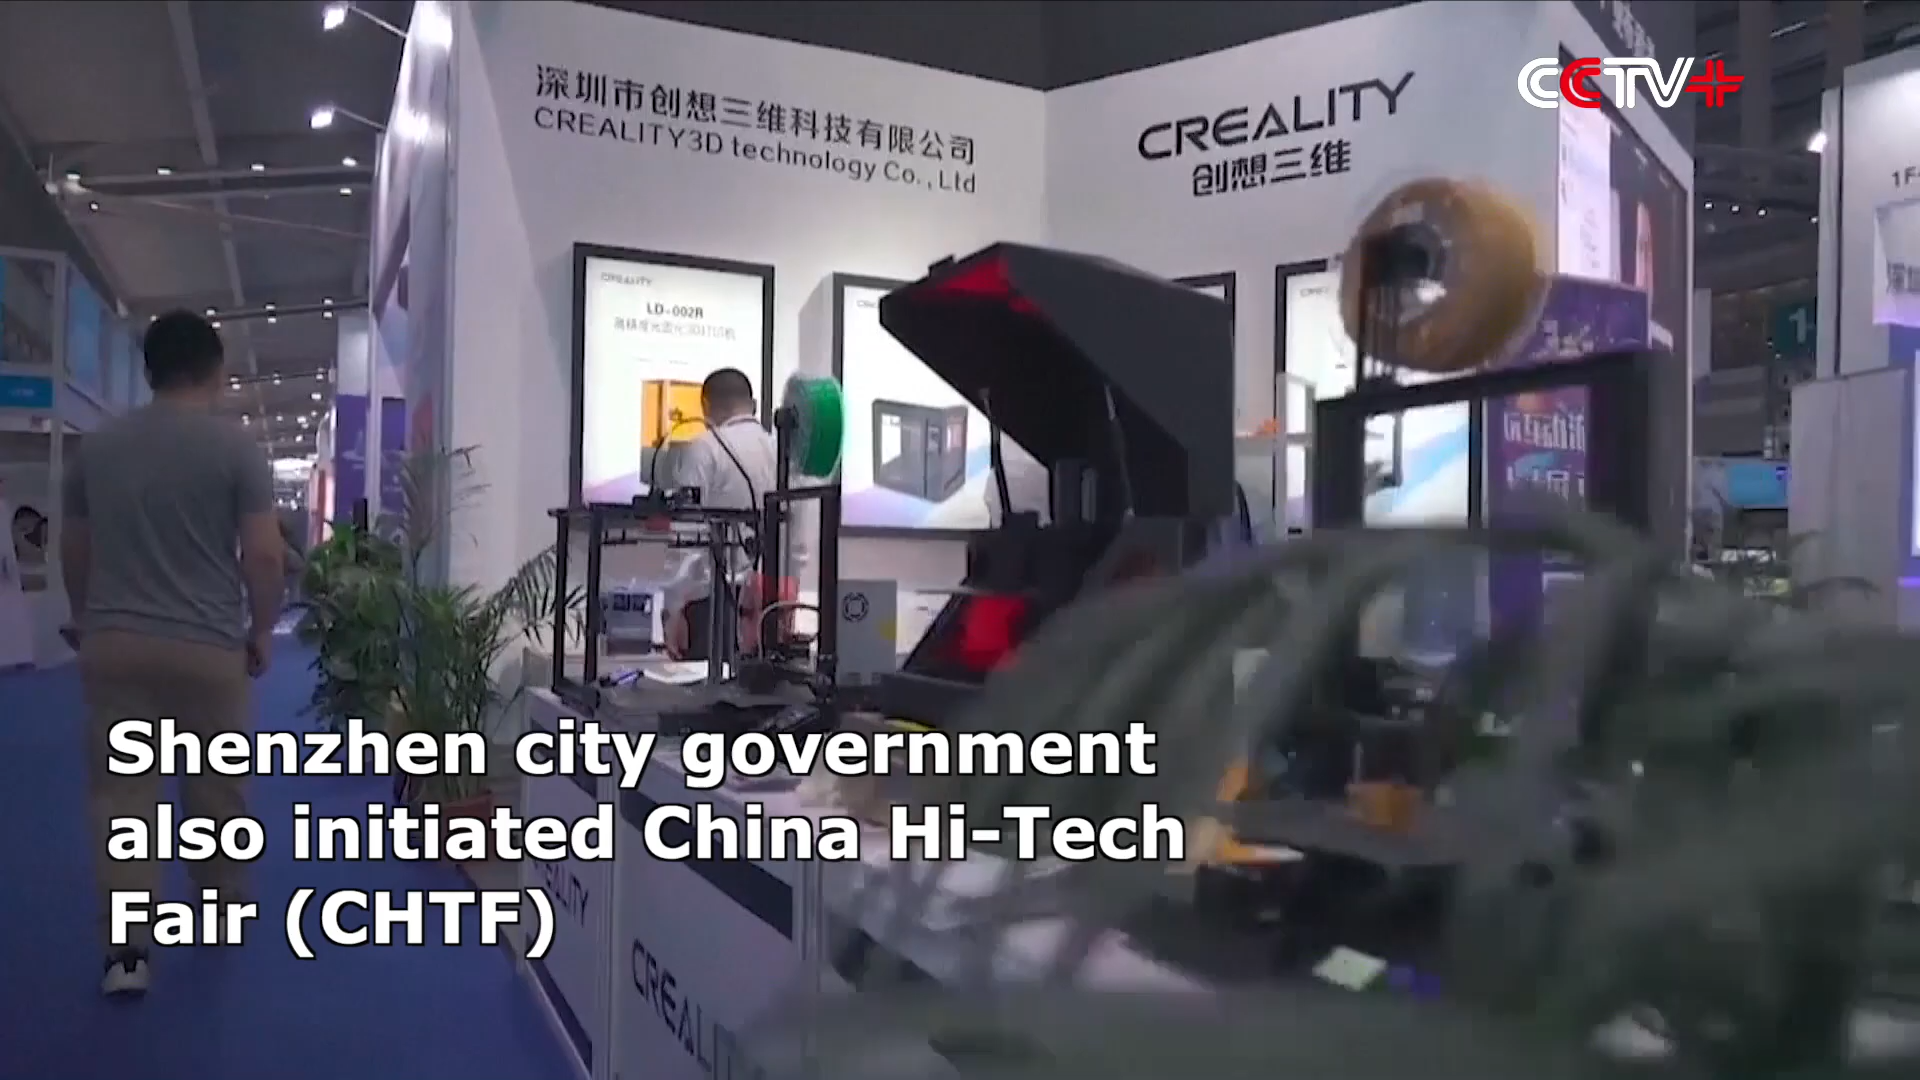 CCTV+
深圳市创想三维科技有限公司
CREALITY3D technology Co.,Ltd
CREALITY
创想三维
CREALITY
LD-002R
Shenzhen city government
also initiated China Hi-Tech
Fair (CHTF)
CREALITY